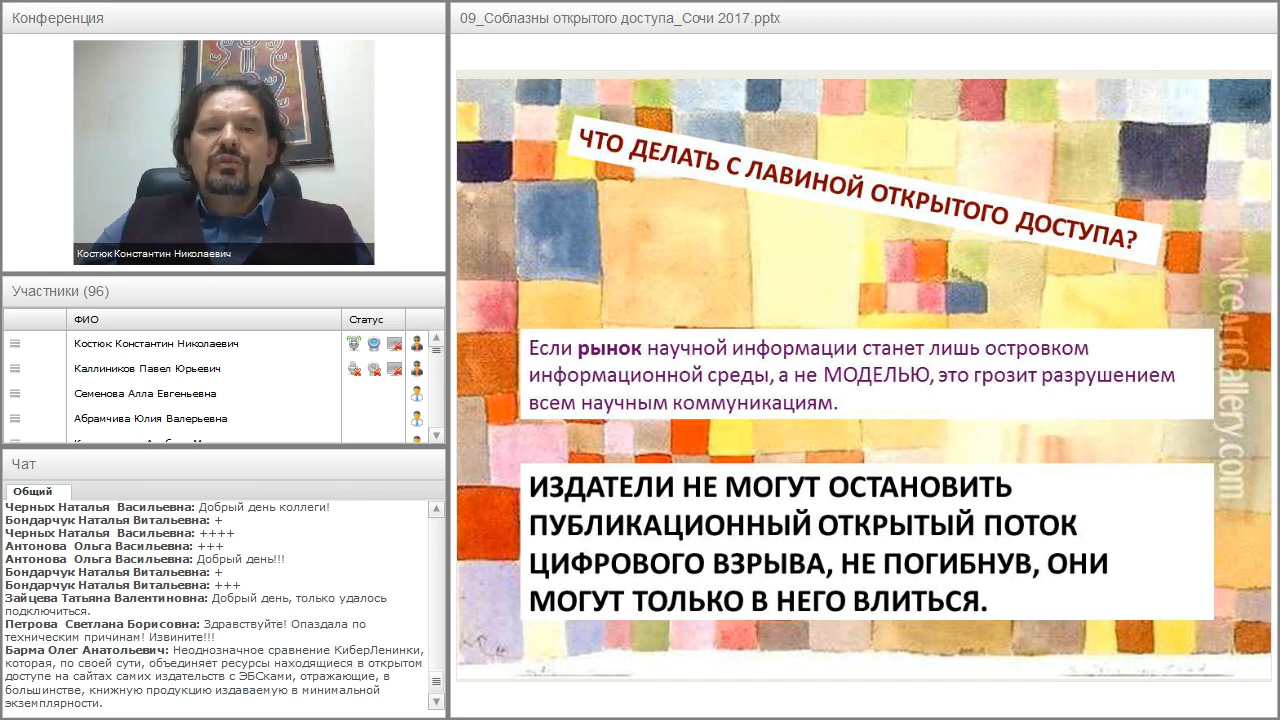 Конференция
Костюк Константин Николаевич
Участники (96)
ФИО
Статус
Костюк Константин Николаевич
Каллиников Павел Юрьевич
Семенова Алла Евгеньевна
Абрамчива Юлия Валерьевна
Чат
Общий
Черных Наталья Васильевна: Добрый день коллеги!
Бондарчук Наталья Витальевна: +
Черных Наталья Васильевна: ++++
Антонова Ольга Васильевна: +++
Антонова Ольга Васильевна: Добрый день!!!
Бондарчук Наталья Витальевна: +
Бондарчук Наталья Витальевна: +++
Зайцева Татьяна Валентиновна: Добрый день, только удалось
подключиться.
Петрова Светлана Борисовна: Здравствуйте! Опаздала по
техническим причинам! Извините!!!
Барма Олег Анатольевич: Неоднозначное сравнение КиберЛенинки,
которая, по своей сути, объединяет ресурсы находящиеся в открытом
доступе на сайтах самих издательств с ЭБСками, отражающих, в
большинстве, книжную продукцию издаваемую в минимальной
экземплярности.
09_Соблазны открытого доступа_Сочи 2017.pptx
ЧТО ДЕЛАТЬ С ЛАВИНОЙ ОТКРЫТОГО ДОСТУПА?
Если рынок научной информации станет лишь островком
информационной среды, а не МОДЕЛЬЮ, это грозит разрушением
всем научным коммуникациям.
ИЗДАТЕЛИ НЕ МОГУТ ОСТАНОВИТЬ
ПУБЛИКАЦИОННЫЙ ОТКРЫТЫЙ ПОТОК
ЦИФРОВОГО ВЗРЫВА, НЕ ПОГИБНУВ, ОНИ
МОГУТ ТОЛЬКО В НЕГО ВЛИТЬСЯ.
NiceArtGallery.com